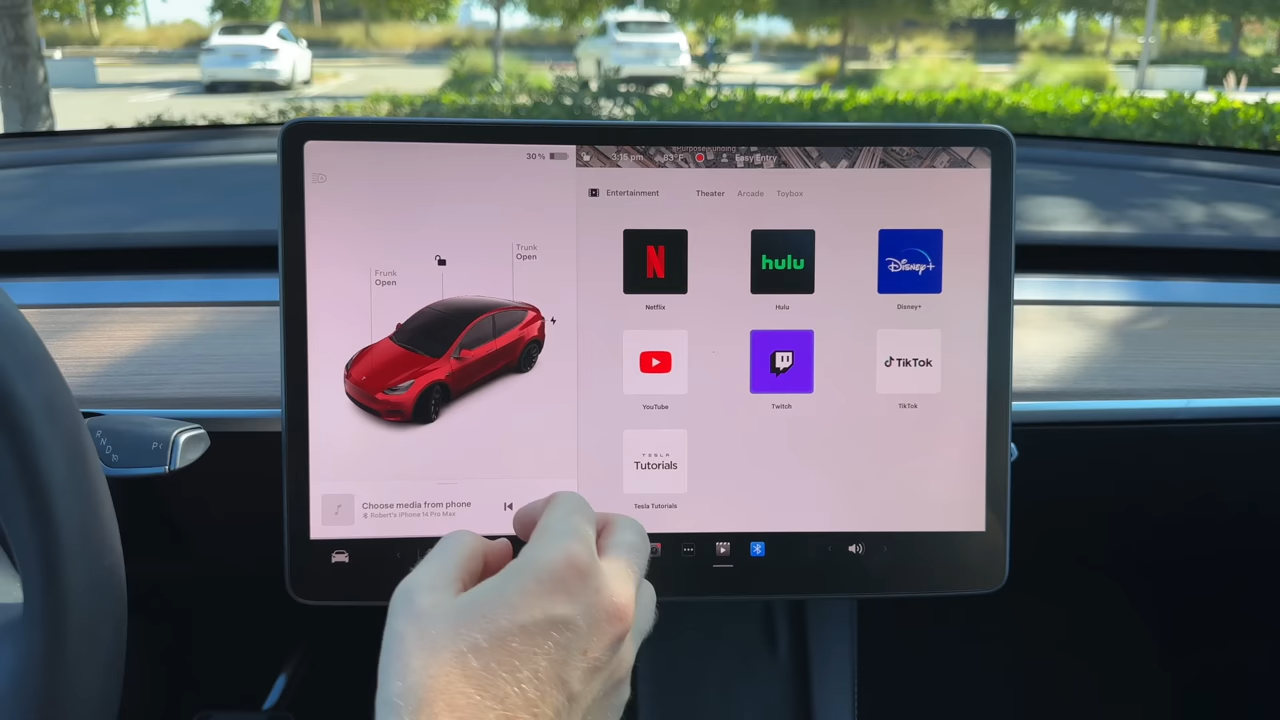 30 %
3:15 pm
83°F
Easy Entry
Entertainment
Theater
Arcade
Toybox
Trunk
Open
Frunk
Open
N
hulu
Disney+
Netflix
Hulu
Disney+
TikTok
YouTube
Twitch
TikTok
TESLA
Tutorials
Tesla Tutorials
Choose media from phone
Robert's iPhone 14 Pro Max
R
N
D
P